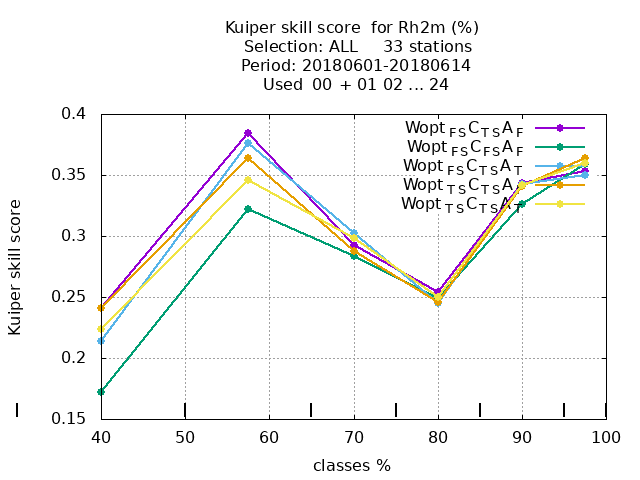 Kuiper skill score for Rh2m (%)
Selection: ALL 33 stations
Period: 20180601-20180614
Used 00 + 01 02 ... 24
Wopt FS C TS A F
Wopt FS C FS A F
Wopt FS C TS A T
Wopt TS C TS A F
Wopt TS C TS A T
Kuiper skill score
0.4
0.35
0.3
0.25
0.2
0.15
40 50 60 70 80 90 100
classes %